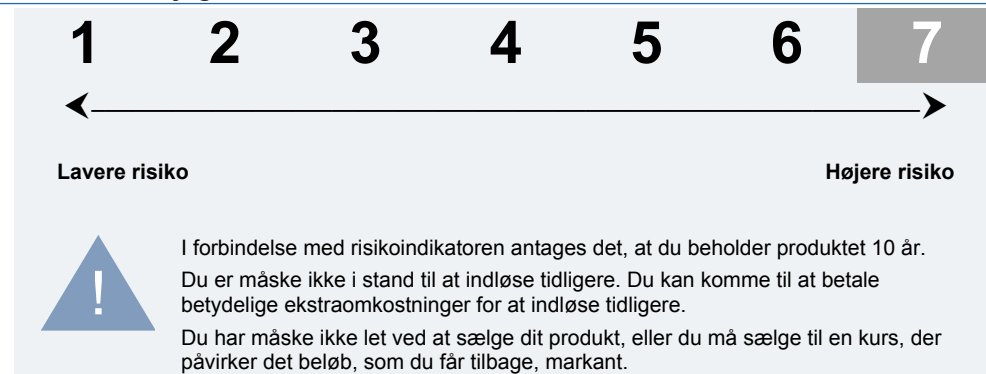 1 2 3 4 5 6 7
Lavere risiko Højere risiko
!
I forbindelse med risikoindikatoren antages det, at du beholder produktet 10 år.
Du er måske ikke i stand til at indløse tidligere. Du kan komme til at betale
betydelige ekstraomkostninger for at indløse tidligere.
Du har måske ikke let ved at sælge dit produkt, eller du må sælge til en kurs, der
påvirker det beløb, som du får tilbage, markant.